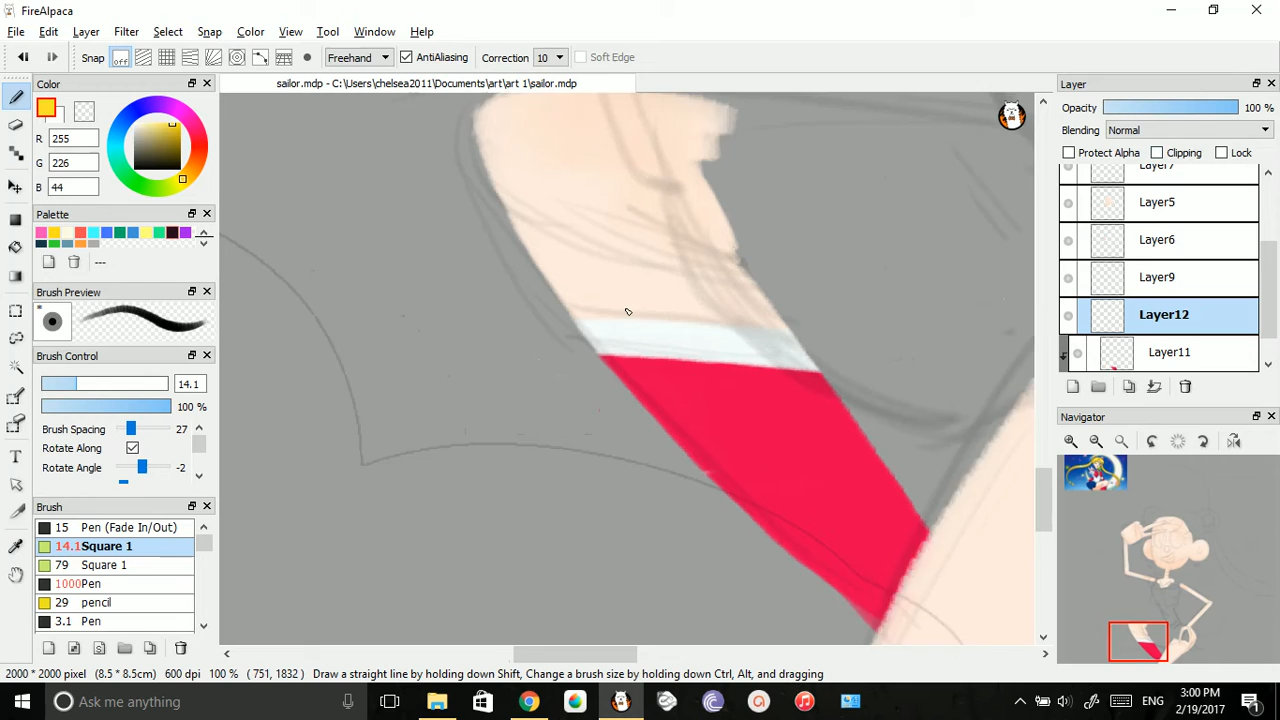 FireAlpaca
File Edit Layer Filter Select Snap Color View Tool Window Help
Snap off Freehand AntiAliasing Correction 10 Soft Edge
sailor.mdp - C:\Users\chelsea2011\Documents\art\art 1\sailor.mdp
Color
R 255
G 226
B 44
Palette
---
Brush Preview
Brush Control
14.1
100 %
Brush Spacing 27
Rotate Along
Rotate Angle -2
Brush
15 Pen (Fade In/Out)
14.1 Square 1
79 Square 1
1000 Pen
29 pencil
3.1 Pen
Layer
Opacity 100 %
Blending Normal
Protect Alpha Clipping Lock
Layer7
Layer5
Layer6
Layer9
Layer12
Layer11
Navigator
2000 * 2000 pixel (8.5 * 8.5cm) 600 dpi 100 % (751, 1832) Draw a straight line by holding down Shift, Change a brush size by holding down Ctrl, Alt, and dragging
Ask me anything
ENG
3:00 PM
2/19/2017